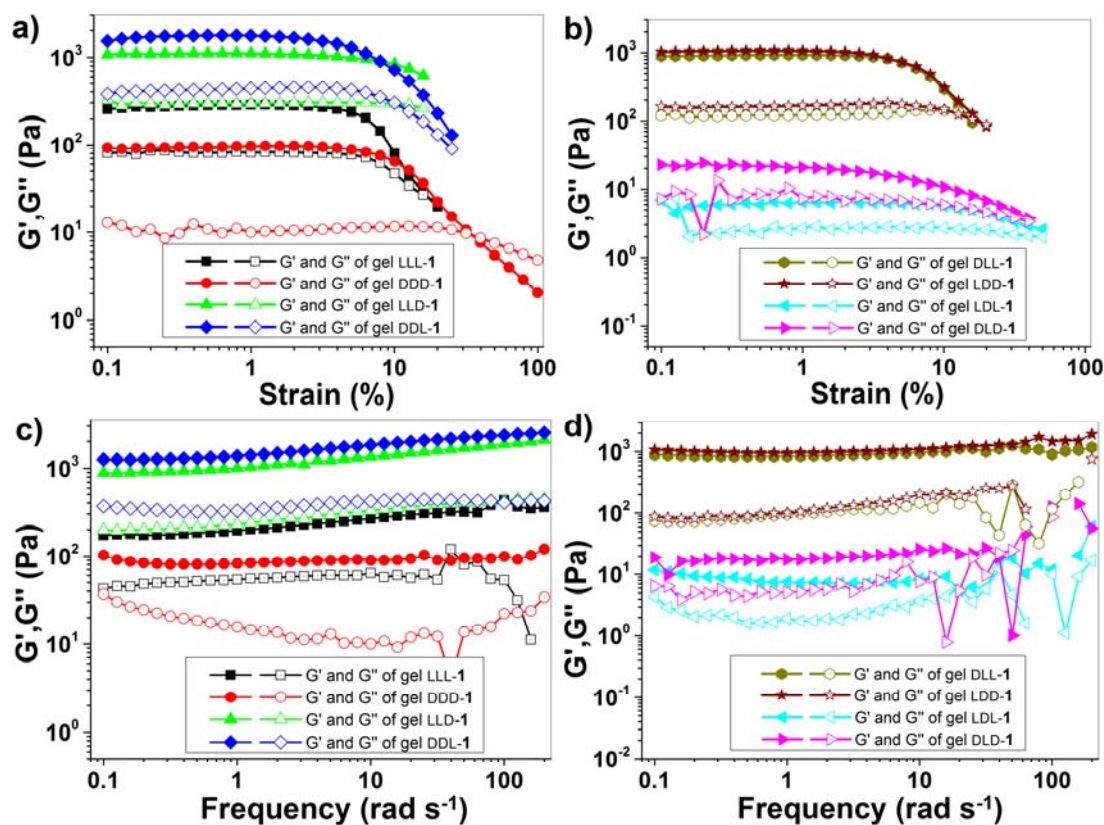 a)
G',G'' (Pa)
10³
10²
10¹
10⁰
G' and G'' of gel LLL-1
G' and G'' of gel DDD-1
G' and G'' of gel LLD-1
G' and G'' of gel DDL-1
0.1 1 10 100
Strain (%)
b)
G',G'' (Pa)
10³
10²
10¹
10⁰
10⁻¹
G' and G'' of gel DLL-1
G' and G'' of gel LDD-1
G' and G'' of gel LDL-1
G' and G'' of gel DLD-1
0.1 1 10 100
Strain (%)
c)
G',G'' (Pa)
10³
10²
10¹
10⁰
G' and G'' of gel LLL-1
G' and G'' of gel DDD-1
G' and G'' of gel LLD-1
G' and G'' of gel DDL-1
0.1 1 10 100
Frequency (rad s⁻¹)
d)
G',G'' (Pa)
10³
10²
10¹
10⁰
10⁻¹
10⁻²
G' and G'' of gel DLL-1
G' and G'' of gel LDD-1
G' and G'' of gel LDL-1
G' and G'' of gel DLD-1
0.1 1 10 100
Frequency (rad s⁻¹)